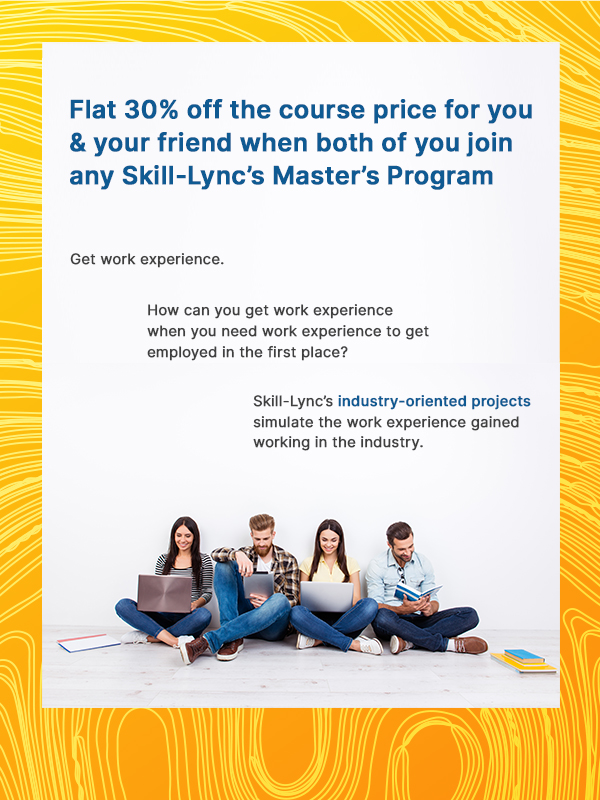 Flat 30% off the course price for you
& your friend when both of you join
any Skill-Lync’s Master’s Program
Get work experience.
How can you get work experience
when you need work experience to get
employed in the first place?
Skill-Lync’s industry-oriented projects
simulate the work experience gained
working in the industry.